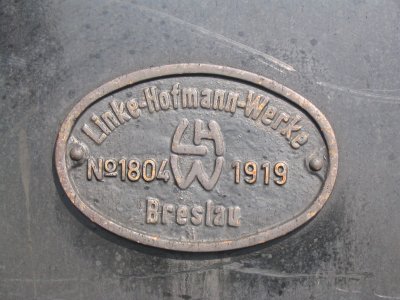 Linke-Hofmann-Werke
LHW
№1804 1919
Breslau